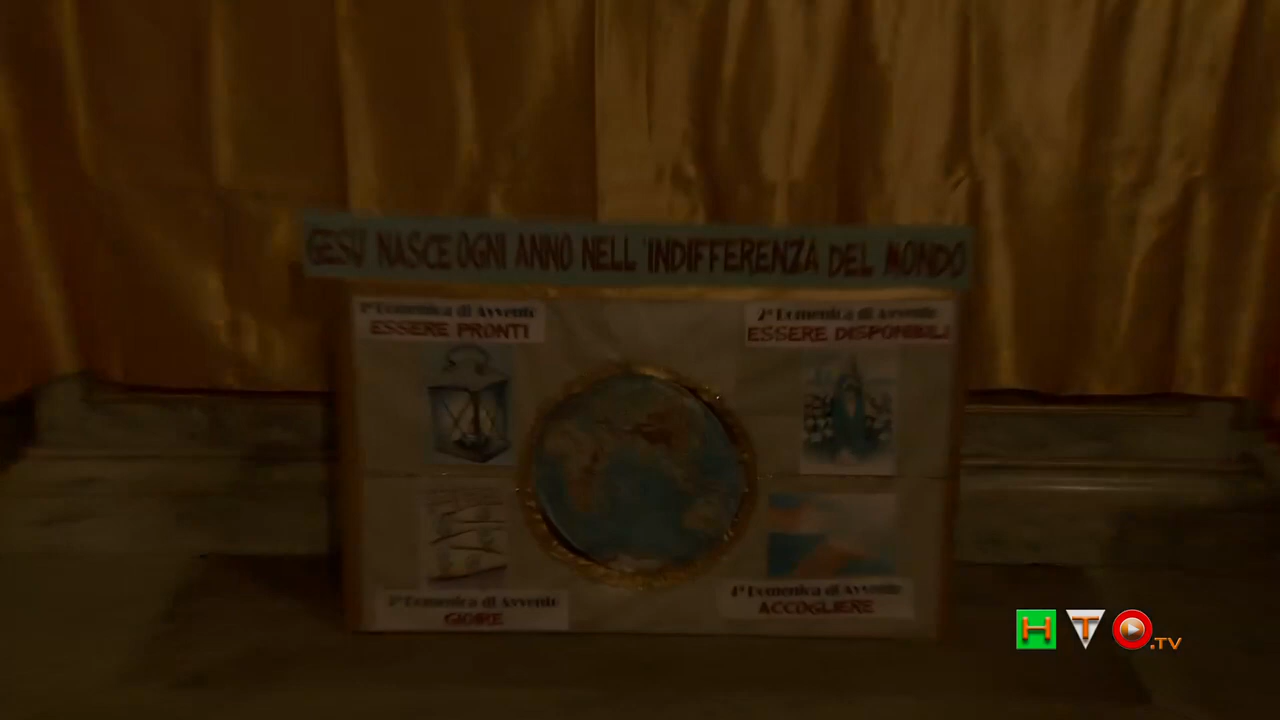 GESU' NASCE OGNI ANNO NELL'INDIFFERENZA DEL MONDO
1ª Domenica di Avvento
ESSERE PRONTI
2ª Domenica di Avvento
ESSERE DISPONIBILI
3ª Domenica di Avvento
GIOIRE
4ª Domenica di Avvento
ACCOGLIERE
HTO.TV